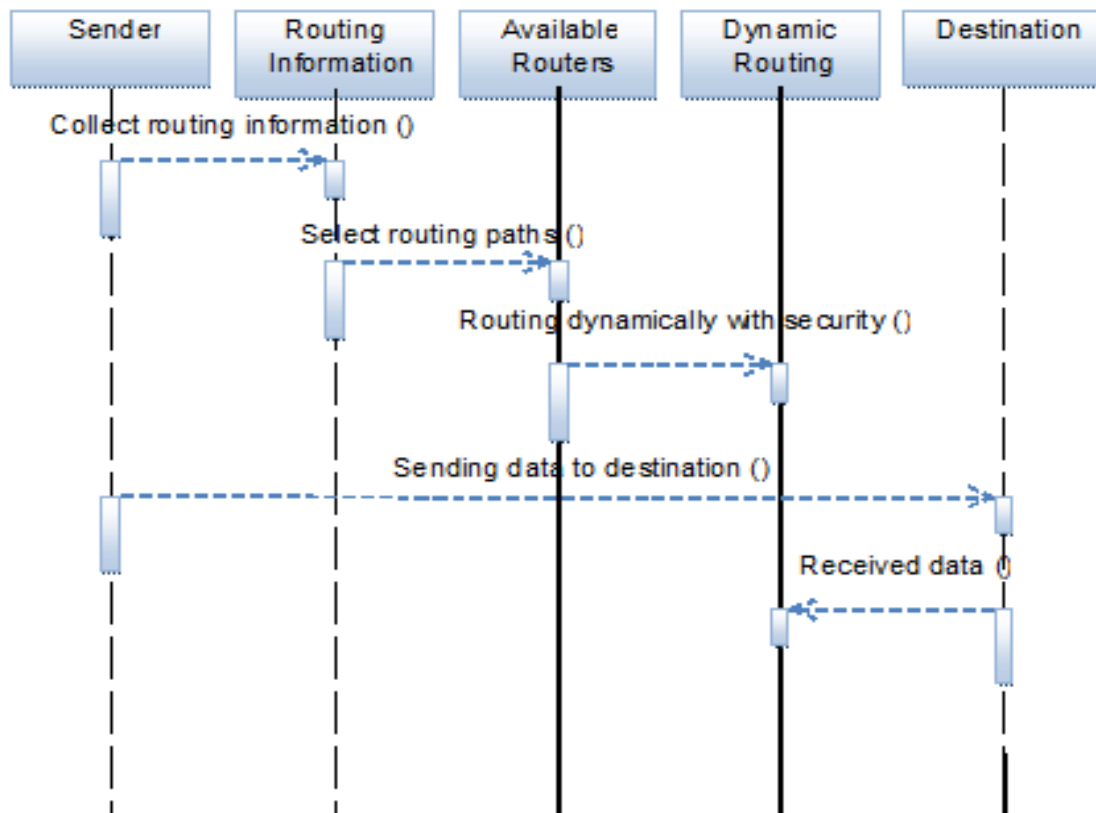 Sender
Routing
Information
Available
Routers
Dynamic
Routing
Destination
Collect routing information ()
Select routing paths ()
Routing dynamically with security ()
Sending data to destination ()
Received data ()